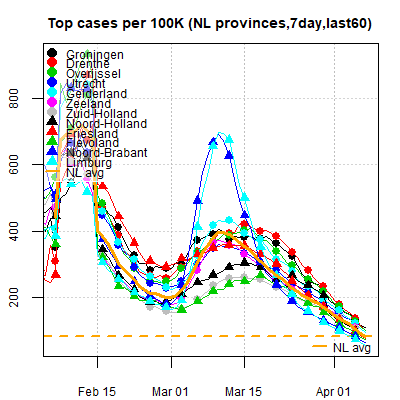 Top cases per 100K (NL provinces,7day,last60)
800
600
400
200
Groningen
Drenthe
Overijssel
Utrecht
Gelderland
Zeeland
Zuid-Holland
Noord-Holland
Friesland
Flevoland
Noord-Brabant
Limburg
NL avg
NL avg
Feb 15
Mar 01
Mar 15
Apr 01